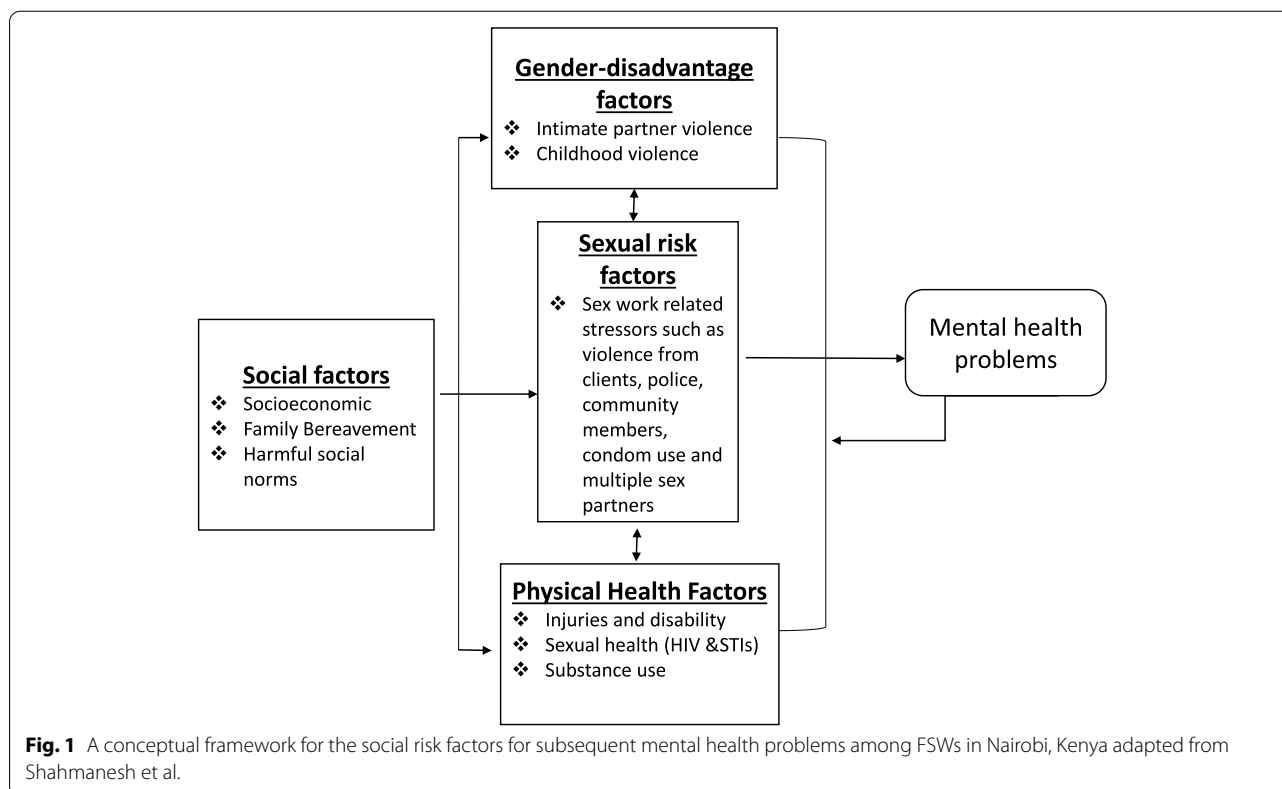 Gender-disadvantage
factors
❖ Intimate partner violence
❖ Childhood violence
Sexual risk
factors
❖ Sex work related
stressors such as
violence from
clients, police,
community
members,
condom use and
multiple sex
partners
Mental health
problems
Social factors
❖ Socioeconomic
❖ Family Bereavement
❖ Harmful social
norms
Physical Health Factors
❖ Injuries and disability
❖ Sexual health (HIV &STIs)
❖ Substance use
Fig. 1 A conceptual framework for the social risk factors for subsequent mental health problems among FSWs in Nairobi, Kenya adapted from
Shahmanesh et al.